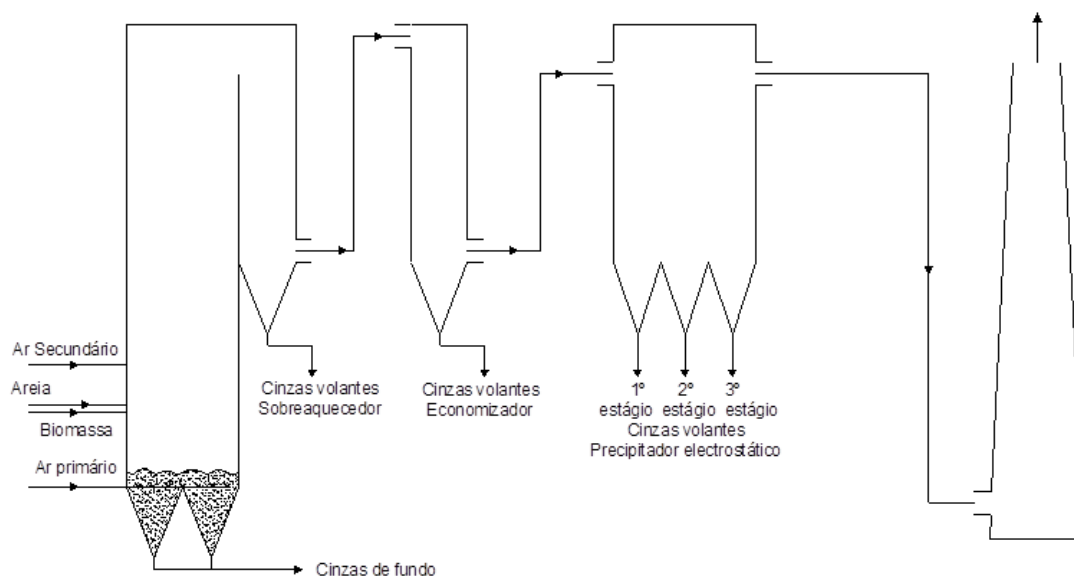 Ar Secundário
Areia
Biomassa
Ar primário
Cinzas de fundo
Cinzas volantes
Sobreaquecedor
Cinzas volantes
Economizador
1º 2º 3º
estágio estágio estágio
Cinzas volantes
Precipitador electrostático